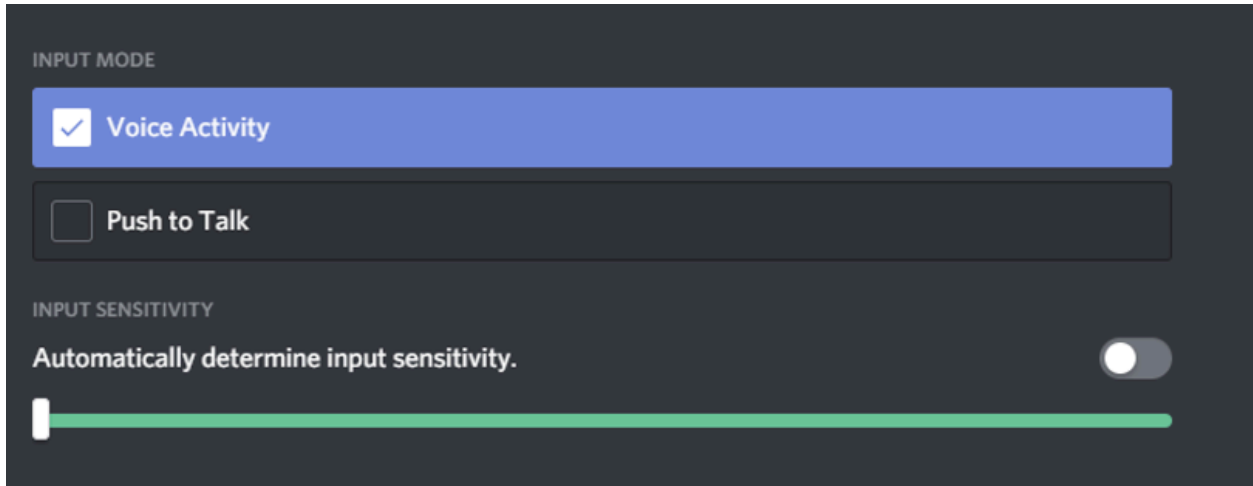 INPUT MODE
Voice Activity
Push to Talk
INPUT SENSITIVITY
Automatically determine input sensitivity.